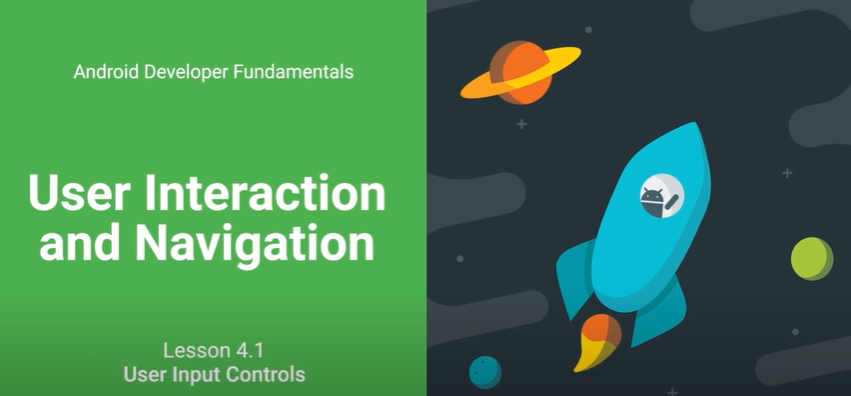 Android Developer Fundamentals
User Interaction
and Navigation
Lesson 4.1
User Input Controls